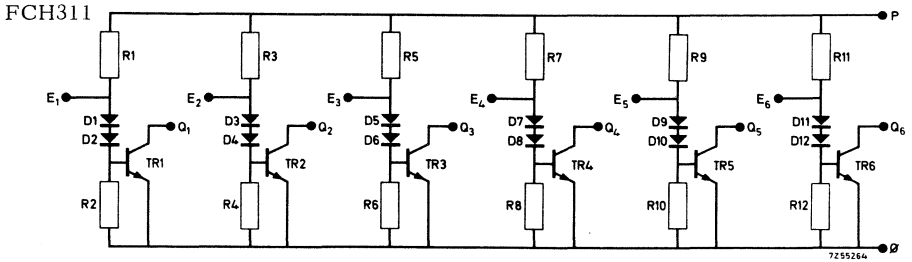 FCH311
P
R1 R3 R5 R7 R9 R11
E1 E2 E3 E4 E5 E6
D1 D3 D5 D7 D9 D11
Q1 Q2 Q3 Q4 Q5 Q6
D2 D4 D6 D8 D10 D12
TR1 TR2 TR3 TR4 TR5 TR6
R2 R4 R6 R8 R10 R12
Ø
7Z55264